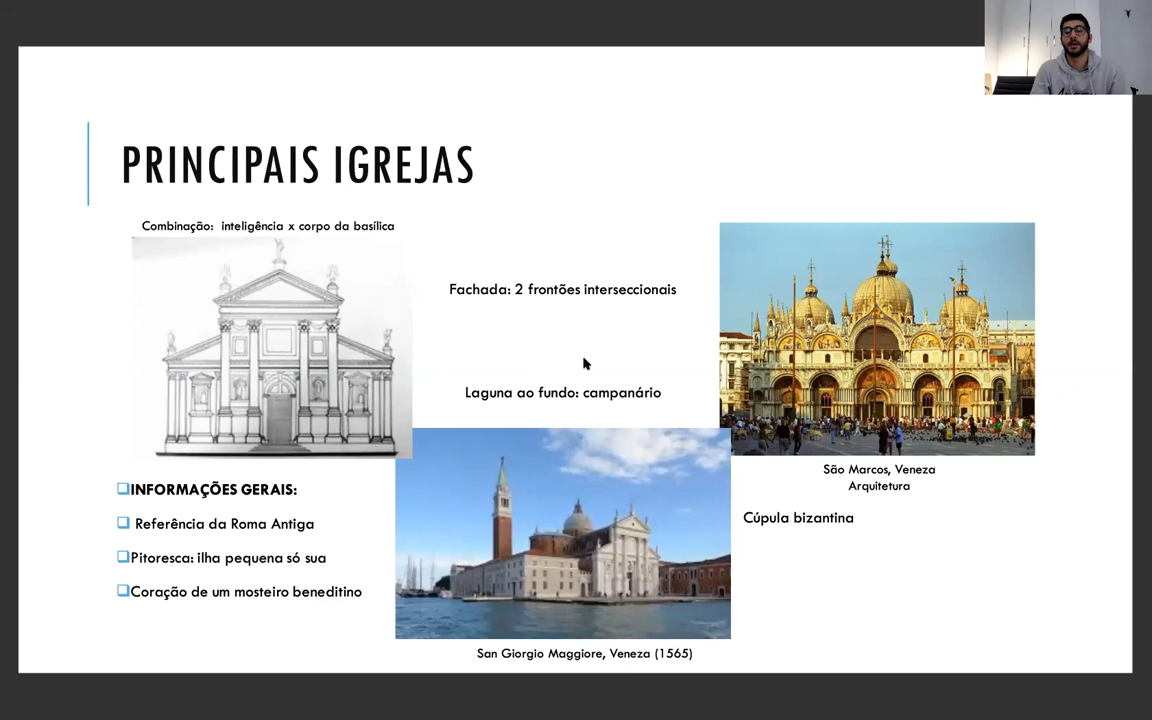 PRINCIPAIS IGREJAS
Combinação: inteligência x corpo da basílica
Fachada: 2 frontões interseccionais
Laguna ao fundo: campanário
São Marcos, Veneza
Arquitetura
Cúpula bizantina
INFORMAÇÕES GERAIS:
Referência da Roma Antiga
Pitoresca: ilha pequena só sua
Coração de um mosteiro beneditino
San Giorgio Maggiore, Veneza (1565)